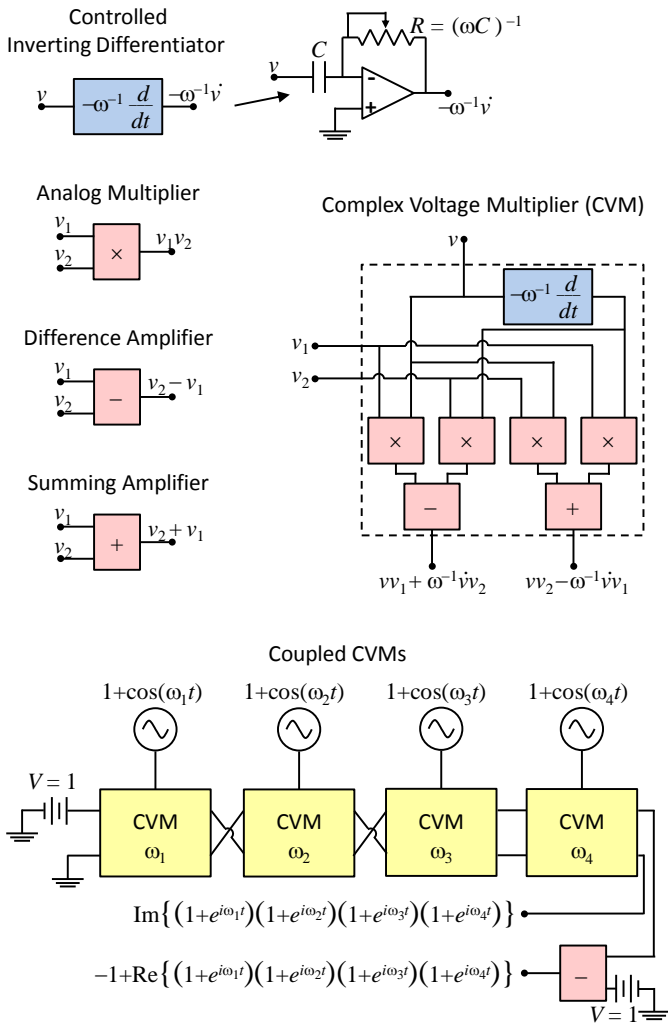 Controlled
Inverting Differentiator
R = (ωC)⁻¹
C
v
v
−ω⁻¹ d/dt
−ω⁻¹v̇
-
+
−ω⁻¹v̇
Analog Multiplier
v₁
v₂
×
v₁v₂
Complex Voltage Multiplier (CVM)
v
−ω⁻¹ d/dt
Difference Amplifier
v₁
v₂
−
v₂ − v₁
v₁
v₂
× × × ×
Summing Amplifier
v₁
v₂
+
v₂ + v₁
− +
vv₁ + ω⁻¹v̇v₂ vv₂ − ω⁻¹v̇v₁
Coupled CVMs
1+cos(ω₁t) 1+cos(ω₂t) 1+cos(ω₃t) 1+cos(ω₄t)
V = 1
CVM CVM CVM CVM
ω₁ ω₂ ω₃ ω₄
Im{(1+e^{iω₁t})(1+e^{iω₂t})(1+e^{iω₃t})(1+e^{iω₄t})}
−1+Re{(1+e^{iω₁t})(1+e^{iω₂t})(1+e^{iω₃t})(1+e^{iω₄t})}
−
V = 1